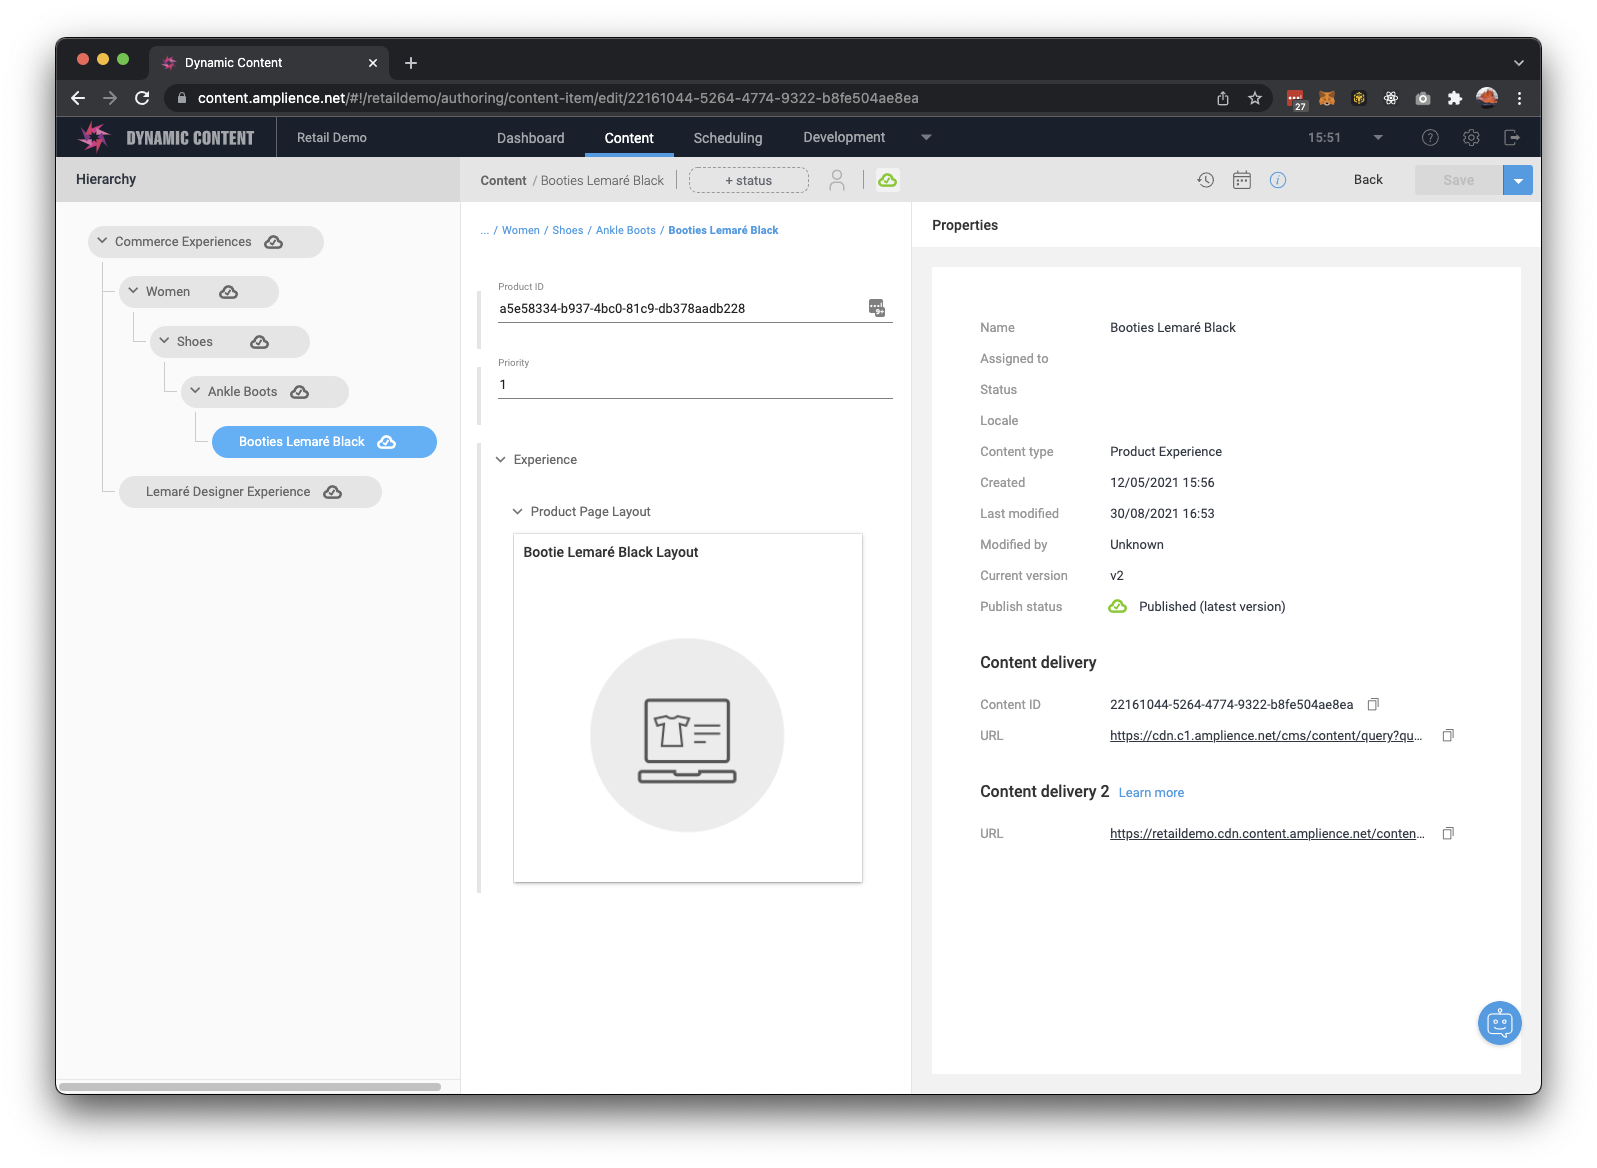 Dynamic Content
content.amplience.net/#!/retaildemo/authoring/content-item/edit/22161044-5264-4774-9322-b8fe504ae8ea
27
DYNAMIC CONTENT
Retail Demo
Dashboard
Content
Scheduling
Development
15:51
Hierarchy
Content / Booties Lemaré Black
+ status
Back
Save
Commerce Experiences
Women
Shoes
Ankle Boots
Booties Lemaré Black
Lemaré Designer Experience
... / Women / Shoes / Ankle Boots / Booties Lemaré Black
Product ID
a5e58334-b937-4bc0-81c9-db378aadb228
9+
Priority
1
Experience
Product Page Layout
Bootie Lemaré Black Layout
Properties
Name Booties Lemaré Black
Assigned to
Status
Locale
Content type Product Experience
Created 12/05/2021 15:56
Last modified 30/08/2021 16:53
Modified by Unknown
Current version v2
Publish status Published (latest version)
Content delivery
Content ID 22161044-5264-4774-9322-b8fe504ae8ea
URL https://cdn.c1.amplience.net/cms/content/query?qu...
Content delivery 2 Learn more
URL https://retaildemo.cdn.content.amplience.net/conten...